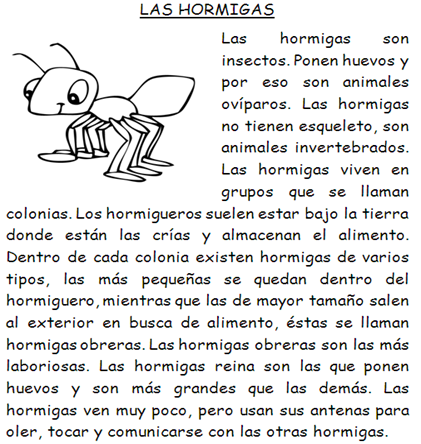 LAS HORMIGAS
Las hormigas son
insectos. Ponen huevos y
por eso son animales
ovíparos. Las hormigas
no tienen esqueleto, son
animales invertebrados.
Las hormigas viven en
grupos que se llaman
colonias. Los hormigueros suelen estar bajo la tierra
donde están las crías y almacenan el alimento.
Dentro de cada colonia existen hormigas de varios
tipos, las más pequeñas se quedan dentro del
hormiguero, mientras que las de mayor tamaño salen
al exterior en busca de alimento, éstas se llaman
hormigas obreras. Las hormigas obreras son las más
laboriosas. Las hormigas reina son las que ponen
huevos y son más grandes que las demás. Las
hormigas ven muy poco, pero usan sus antenas para
oler, tocar y comunicarse con las otras hormigas.